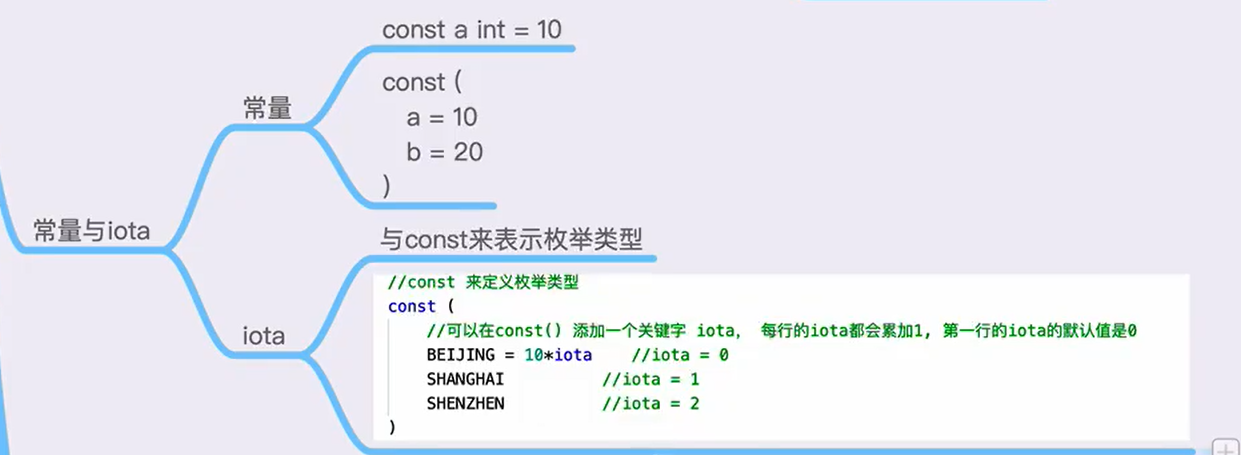 const a int = 10
const (
a = 10
b = 20
)
常量
常量与iota
与const来表示枚举类型
iota
//const 来定义枚举类型
const (
//可以在const() 添加一个关键字 iota， 每行的iota都会累加1, 第一行的iota的默认值是0
BEIJING = 10*iota //iota = 0
SHANGHAI //iota = 1
SHENZHEN //iota = 2
)